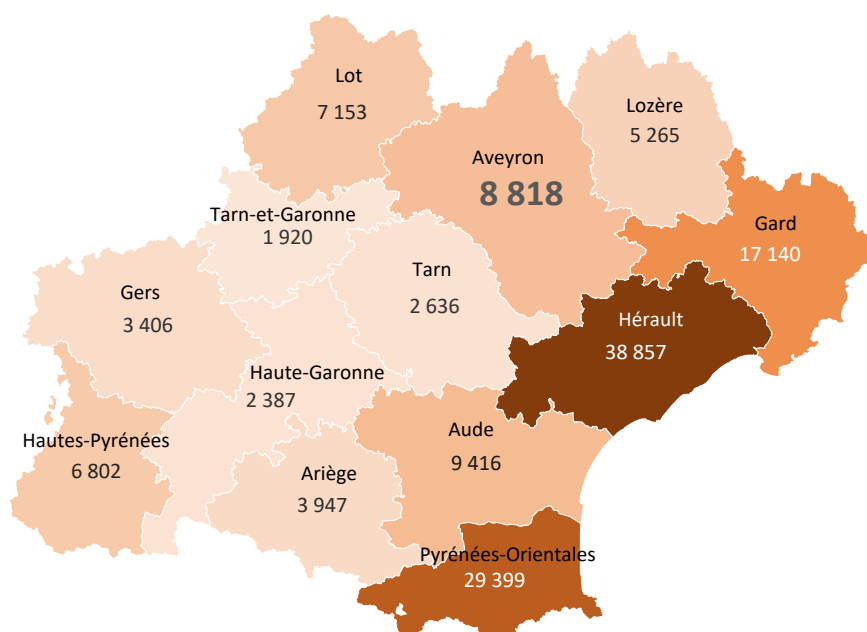 Lot
7 153
Lozère
5 265
Aveyron
8 818
Tarn-et-Garonne
1 920
Gard
17 140
Tarn
2 636
Gers
3 406
Hérault
38 857
Haute-Garonne
2 387
Hautes-Pyrénées
6 802
Aude
9 416
Ariège
3 947
Pyrénées-Orientales
29 399